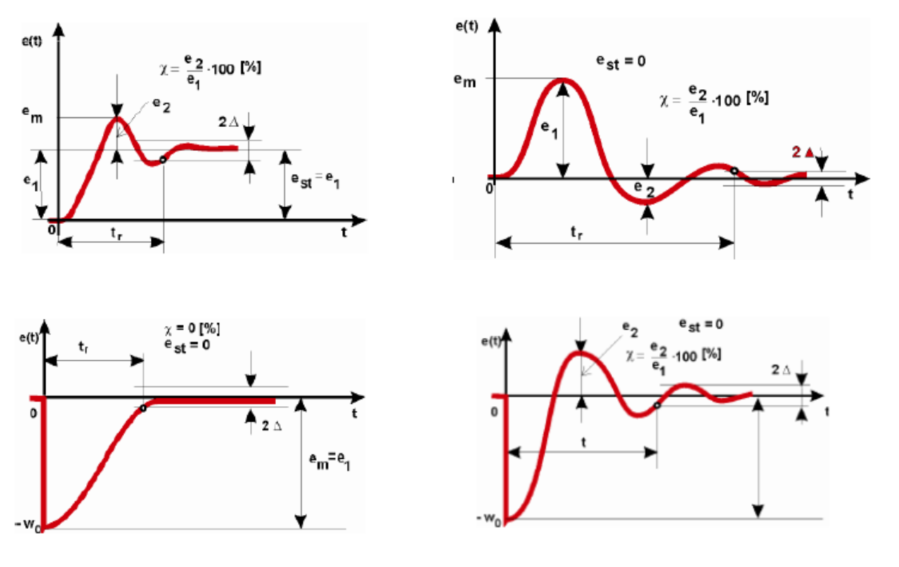 e(t)
χ = e2/e1 ·100 [%]
em
e2
2Δ
e1
est = e1
0
tr
t
e(t)
est = 0
em
χ = e2/e1 ·100 [%]
e1
2Δ
e2
0
t
tr
e(t)
χ = 0 [%]
est = 0
tr
0
t
2Δ
em=e1
-w0
e(t)
e2
est = 0
χ = e2/e1 ·100 [%]
2Δ
0
t
t
-w0